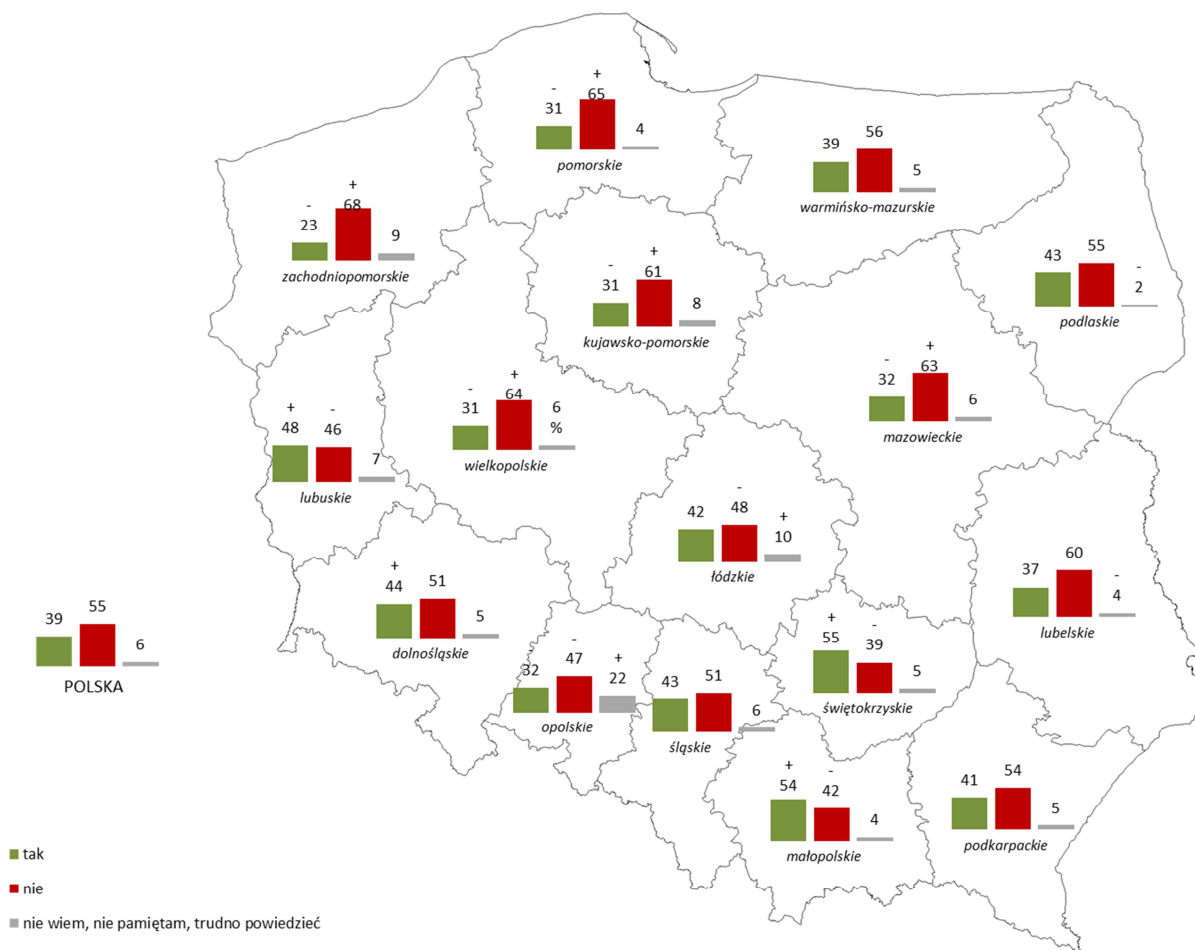 - +
31 65 4
pomorskie
39 56 5
warmińsko-mazurskie
- +
23 68 9
zachodniopomorskie
- +
31 61 8
kujawsko-pomorskie
-
43 55 2
podlaskie
- +
32 63 6
mazowieckie
- +
31 64 6
%
wielkopolskie
+ -
48 46 7
lubuskie
- +
42 48 10
łódzkie
-
37 60 4
lubelskie
+
44 51 5
dolnośląskie
39 55 6
POLSKA
- +
32 47 22
opolskie
43 51 6
śląskie
+ -
55 39 5
świętokrzyskie
+ -
54 42 4
małopolskie
41 54 5
podkarpackie
tak
nie
nie wiem, nie pamiętam, trudno powiedzieć